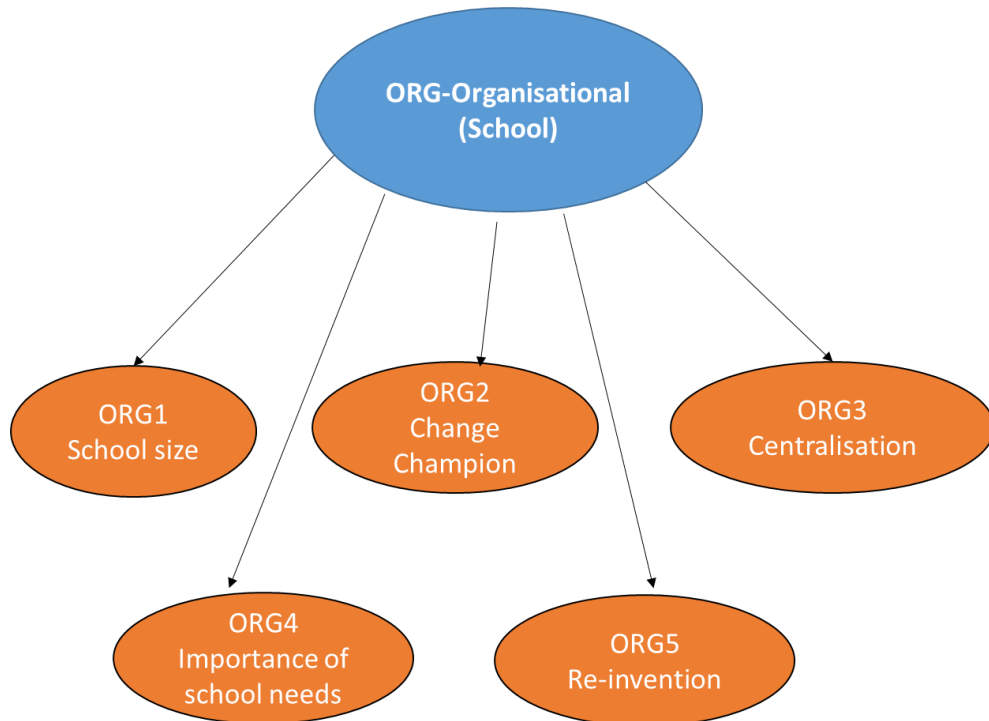 ORG-Organisational
(School)
ORG1
School size
ORG2
Change
Champion
ORG3
Centralisation
ORG4
Importance of
school needs
ORG5
Re-invention